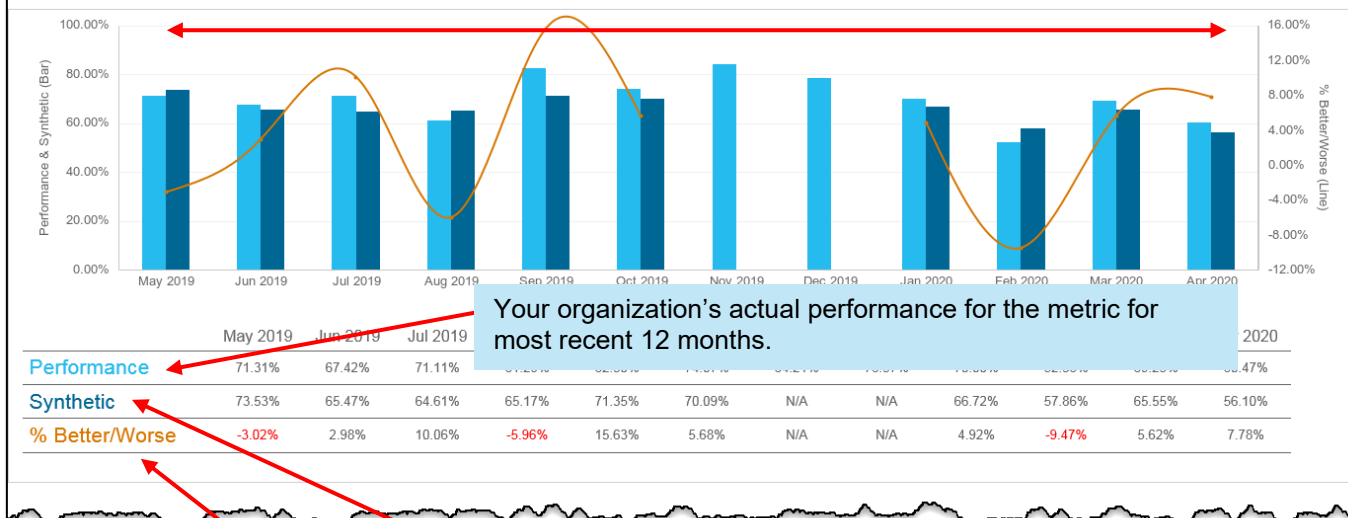 100.00%
80.00%
60.00%
40.00%
20.00%
0.00%
Performance & Synthetic (Bar)
16.00%
12.00%
8.00%
4.00%
0.00%
-4.00%
-8.00%
-12.00%
% Better/Worse (Line)
May 2019 Jun 2019 Jul 2019 Aug 2019 Sep 2019 Oct 2019 Nov 2019 Dec 2019 Jan 2020 Feb 2020 Mar 2020 Apr 2020
Your organization’s actual performance for the metric for
most recent 12 months.
May 2019 Jun 2019 Jul 2019 2020
Performance 71.31% 67.42% 71.11%
Synthetic 73.53% 65.47% 64.61% 65.17% 71.35% 70.09% N/A N/A 66.72% 57.86% 65.55% 56.10%
% Better/Worse -3.02% 2.98% 10.06% -5.96% 15.63% 5.68% N/A N/A 4.92% -9.47% 5.62% 7.78%